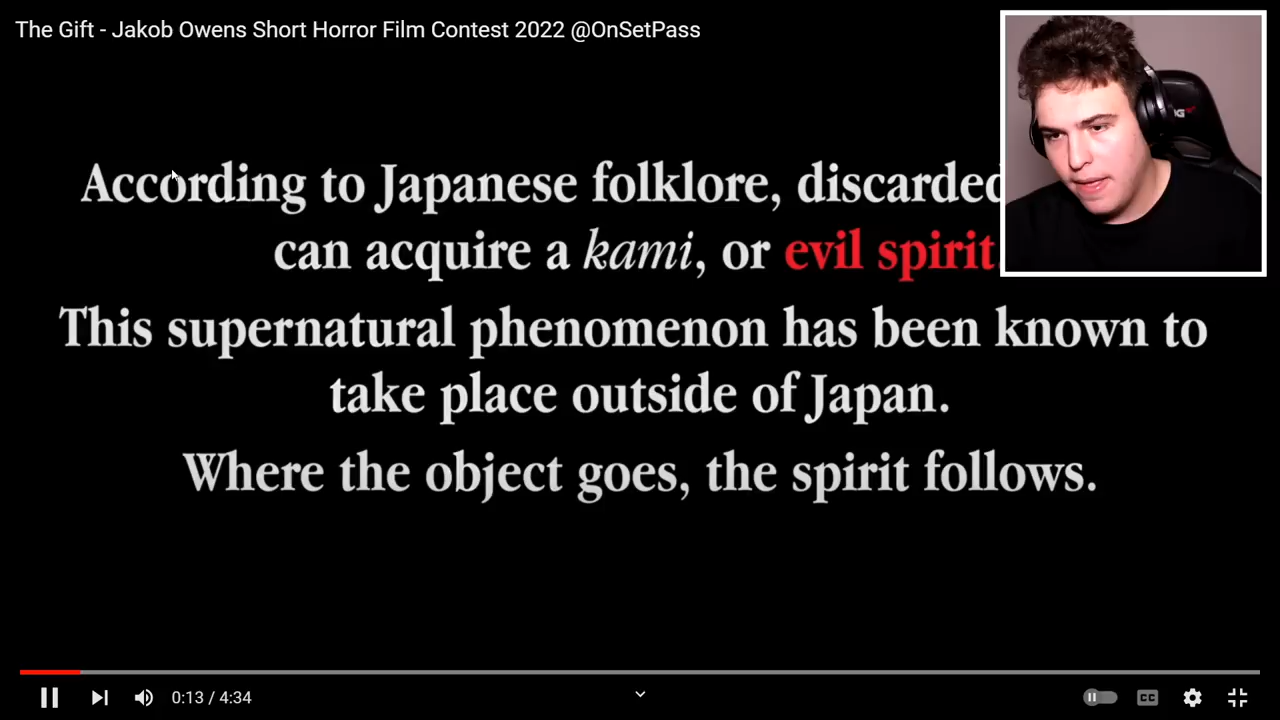 The Gift - Jakob Owens Short Horror Film Contest 2022 @OnSetPass
According to Japanese folklore, discarded
can acquire a kami, or evil spirit.
This supernatural phenomenon has been known to
take place outside of Japan.
Where the object goes, the spirit follows.
0:13 / 4:34
CC